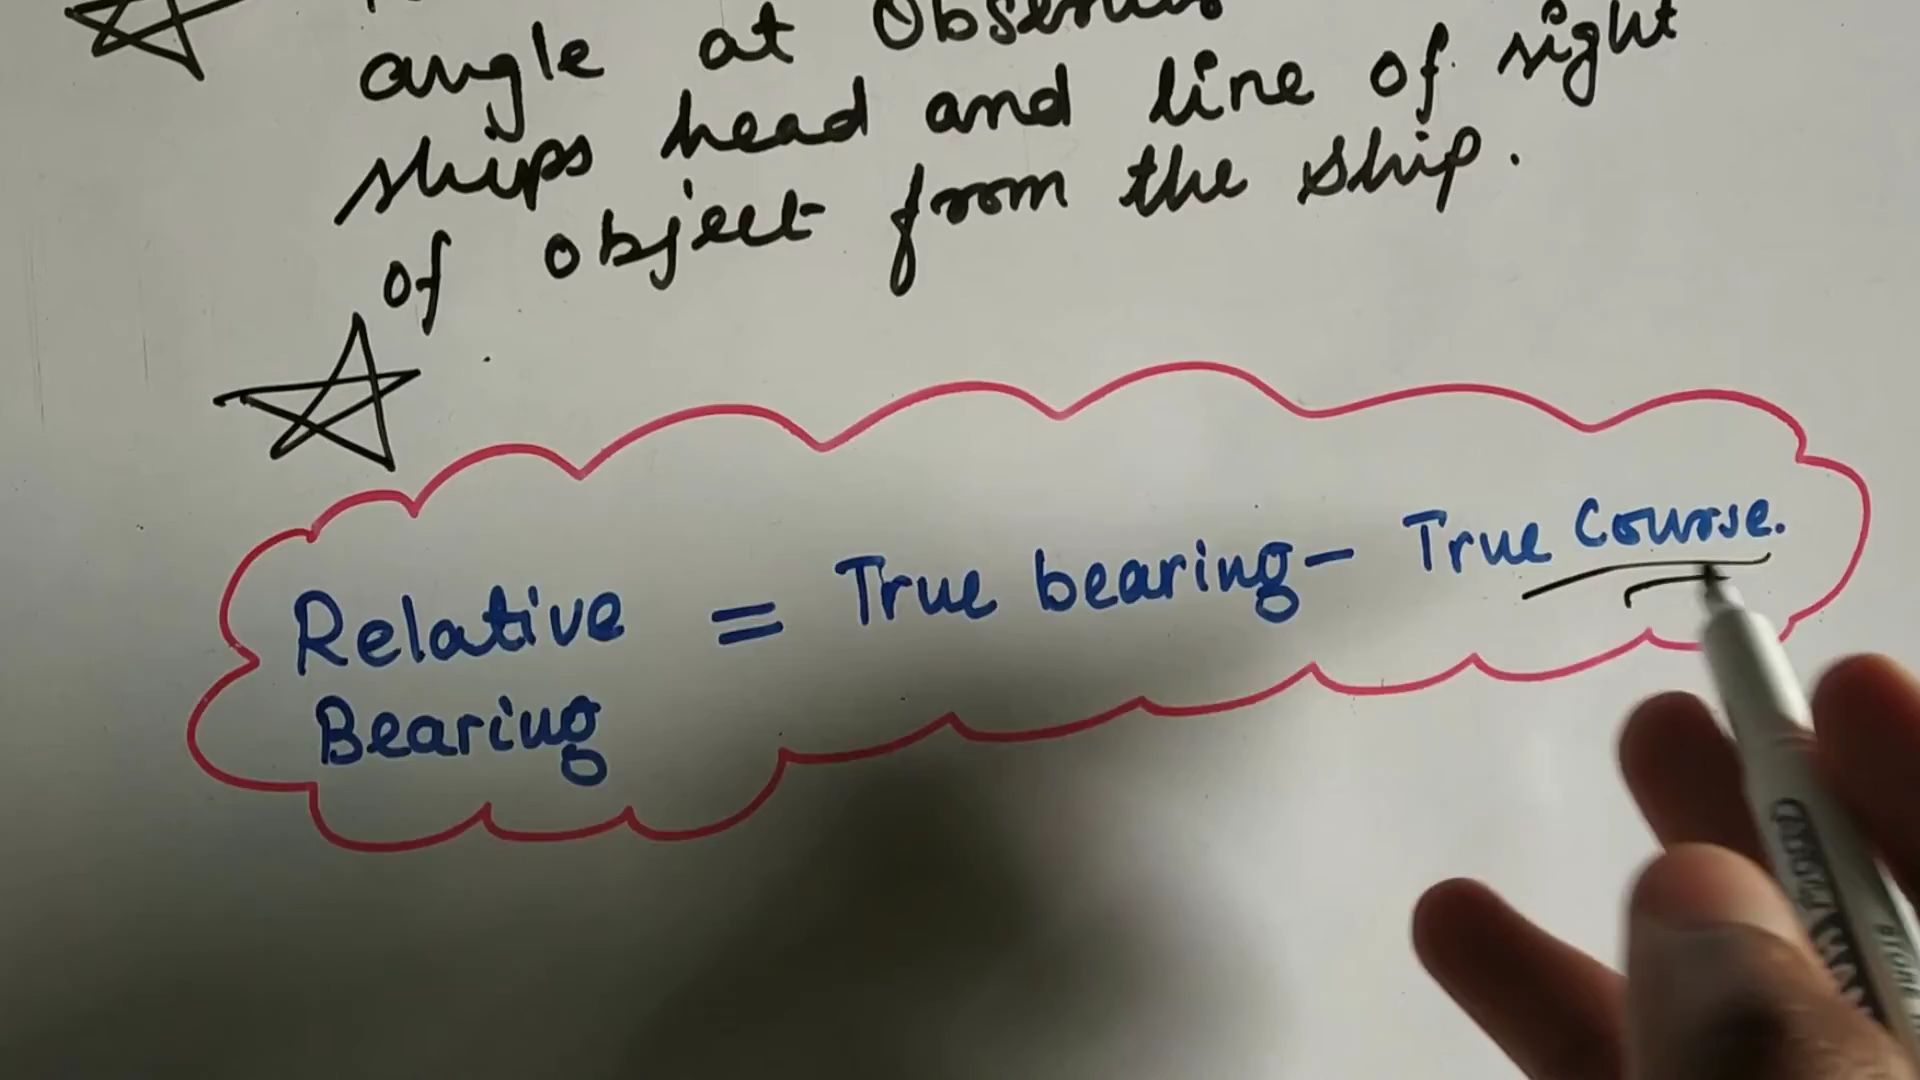 angle at Observer
ships head and line of sight
of object from the ship.
Relative = True bearing - True Course.
Bearing